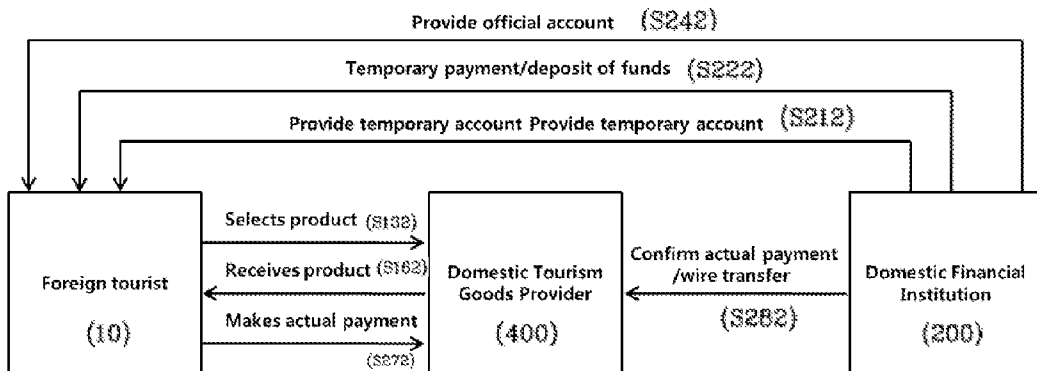 Provide official account (S242)
Temporary payment/deposit of funds (S222)
Provide temporary account Provide temporary account (S212)
Selects product (S132)
Receives product (S162)
Makes actual payment
(S272)
Foreign tourist
(10)
Domestic Tourism
Goods Provider
(400)
Confirm actual payment
/wire transfer
(S282)
Domestic Financial
Institution
(200)